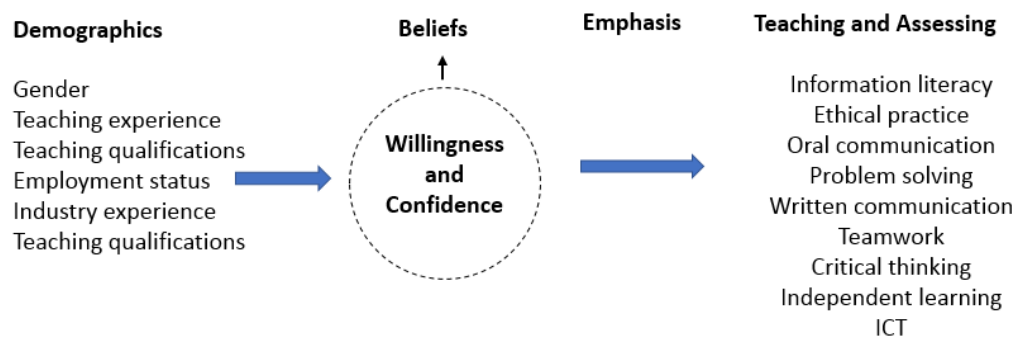 Demographics
Gender
Teaching experience
Teaching qualifications
Employment status
Industry experience
Teaching qualifications
Beliefs
Willingness
and
Confidence
Emphasis
Teaching and Assessing
Information literacy
Ethical practice
Oral communication
Problem solving
Written communication
Teamwork
Critical thinking
Independent learning
ICT